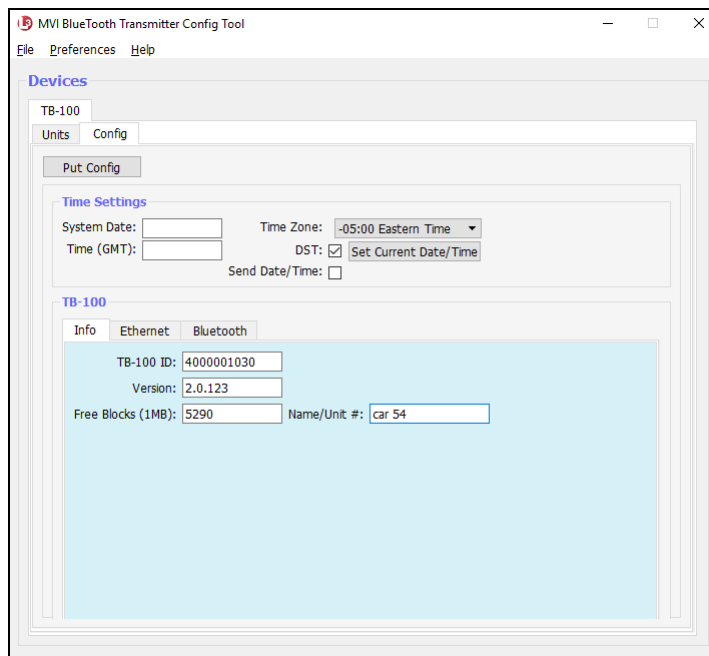 MVI BlueTooth Transmitter Config Tool
File Preferences Help
Devices
TB-100
Units Config
Put Config
Time Settings
System Date: Time Zone: -05:00 Eastern Time
Time (GMT): DST: Set Current Date/Time
Send Date/Time:
TB-100
Info Ethernet Bluetooth
TB-100 ID: 4000001030
Version: 2.0.123
Free Blocks (1MB): 5290 Name/Unit #: car 54